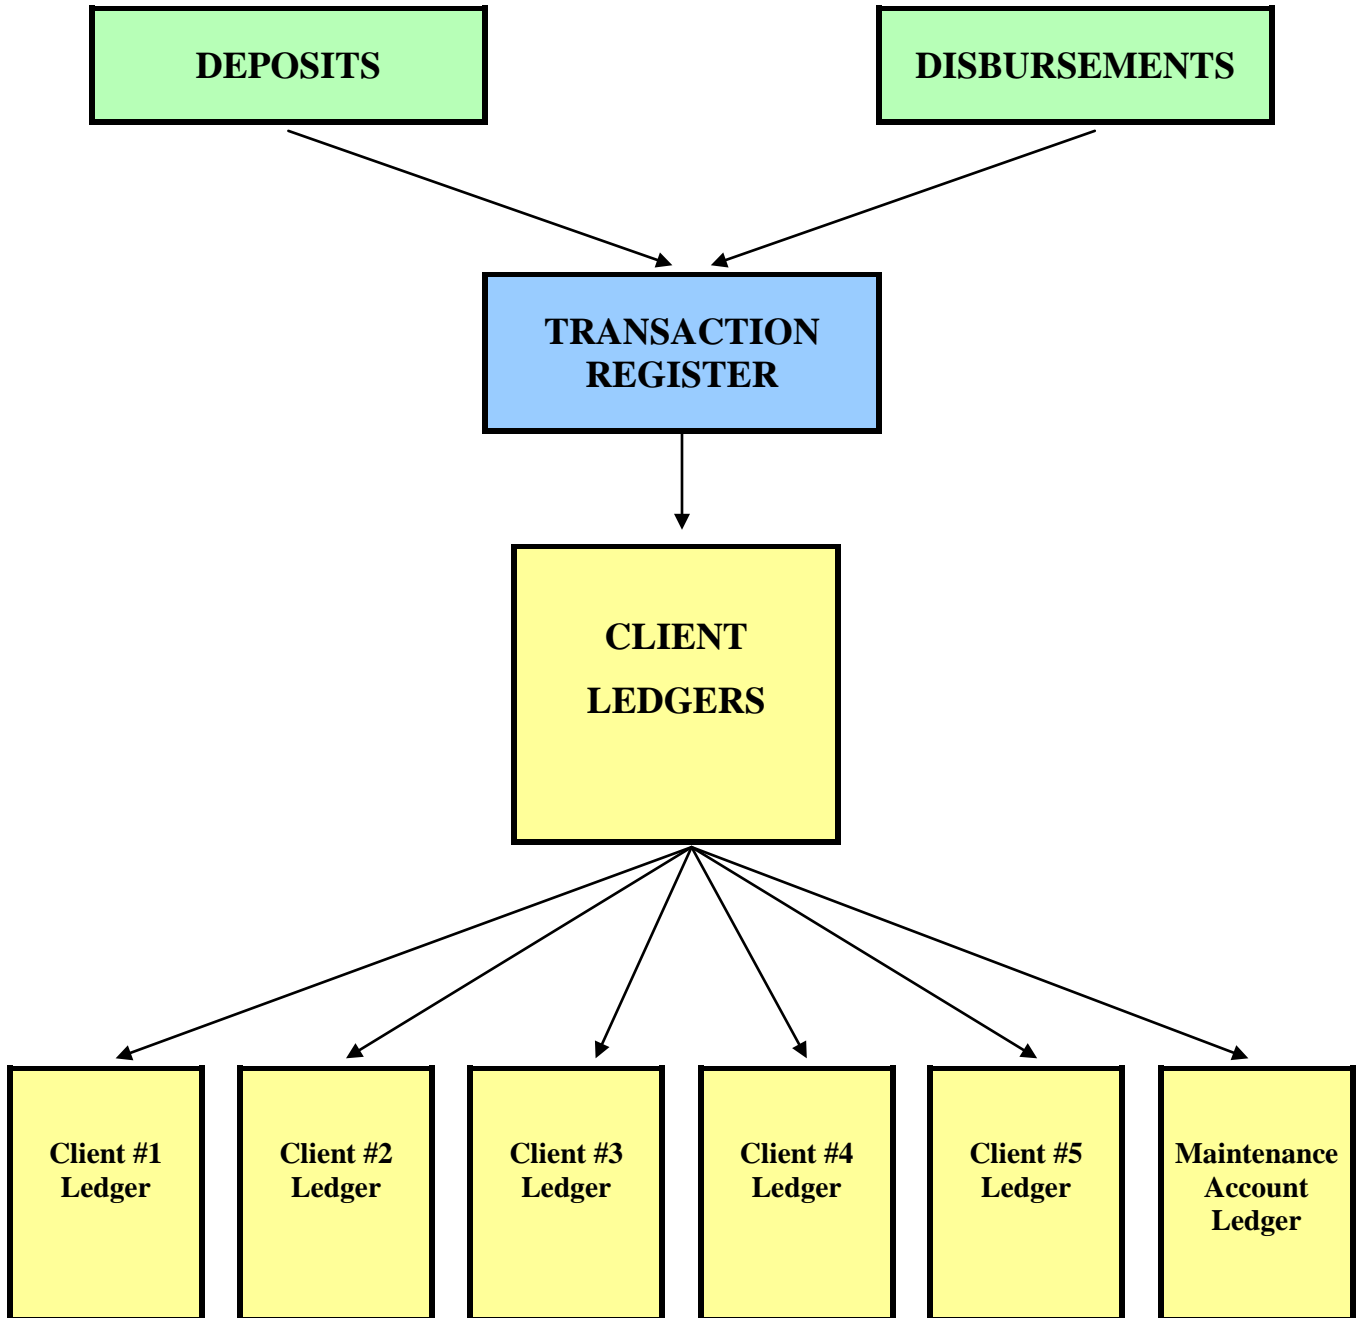 DEPOSITS
DISBURSEMENTS
TRANSACTION
REGISTER
CLIENT
LEDGERS
Client #1
Ledger
Client #2
Ledger
Client #3
Ledger
Client #4
Ledger
Client #5
Ledger
Maintenance
Account
Ledger